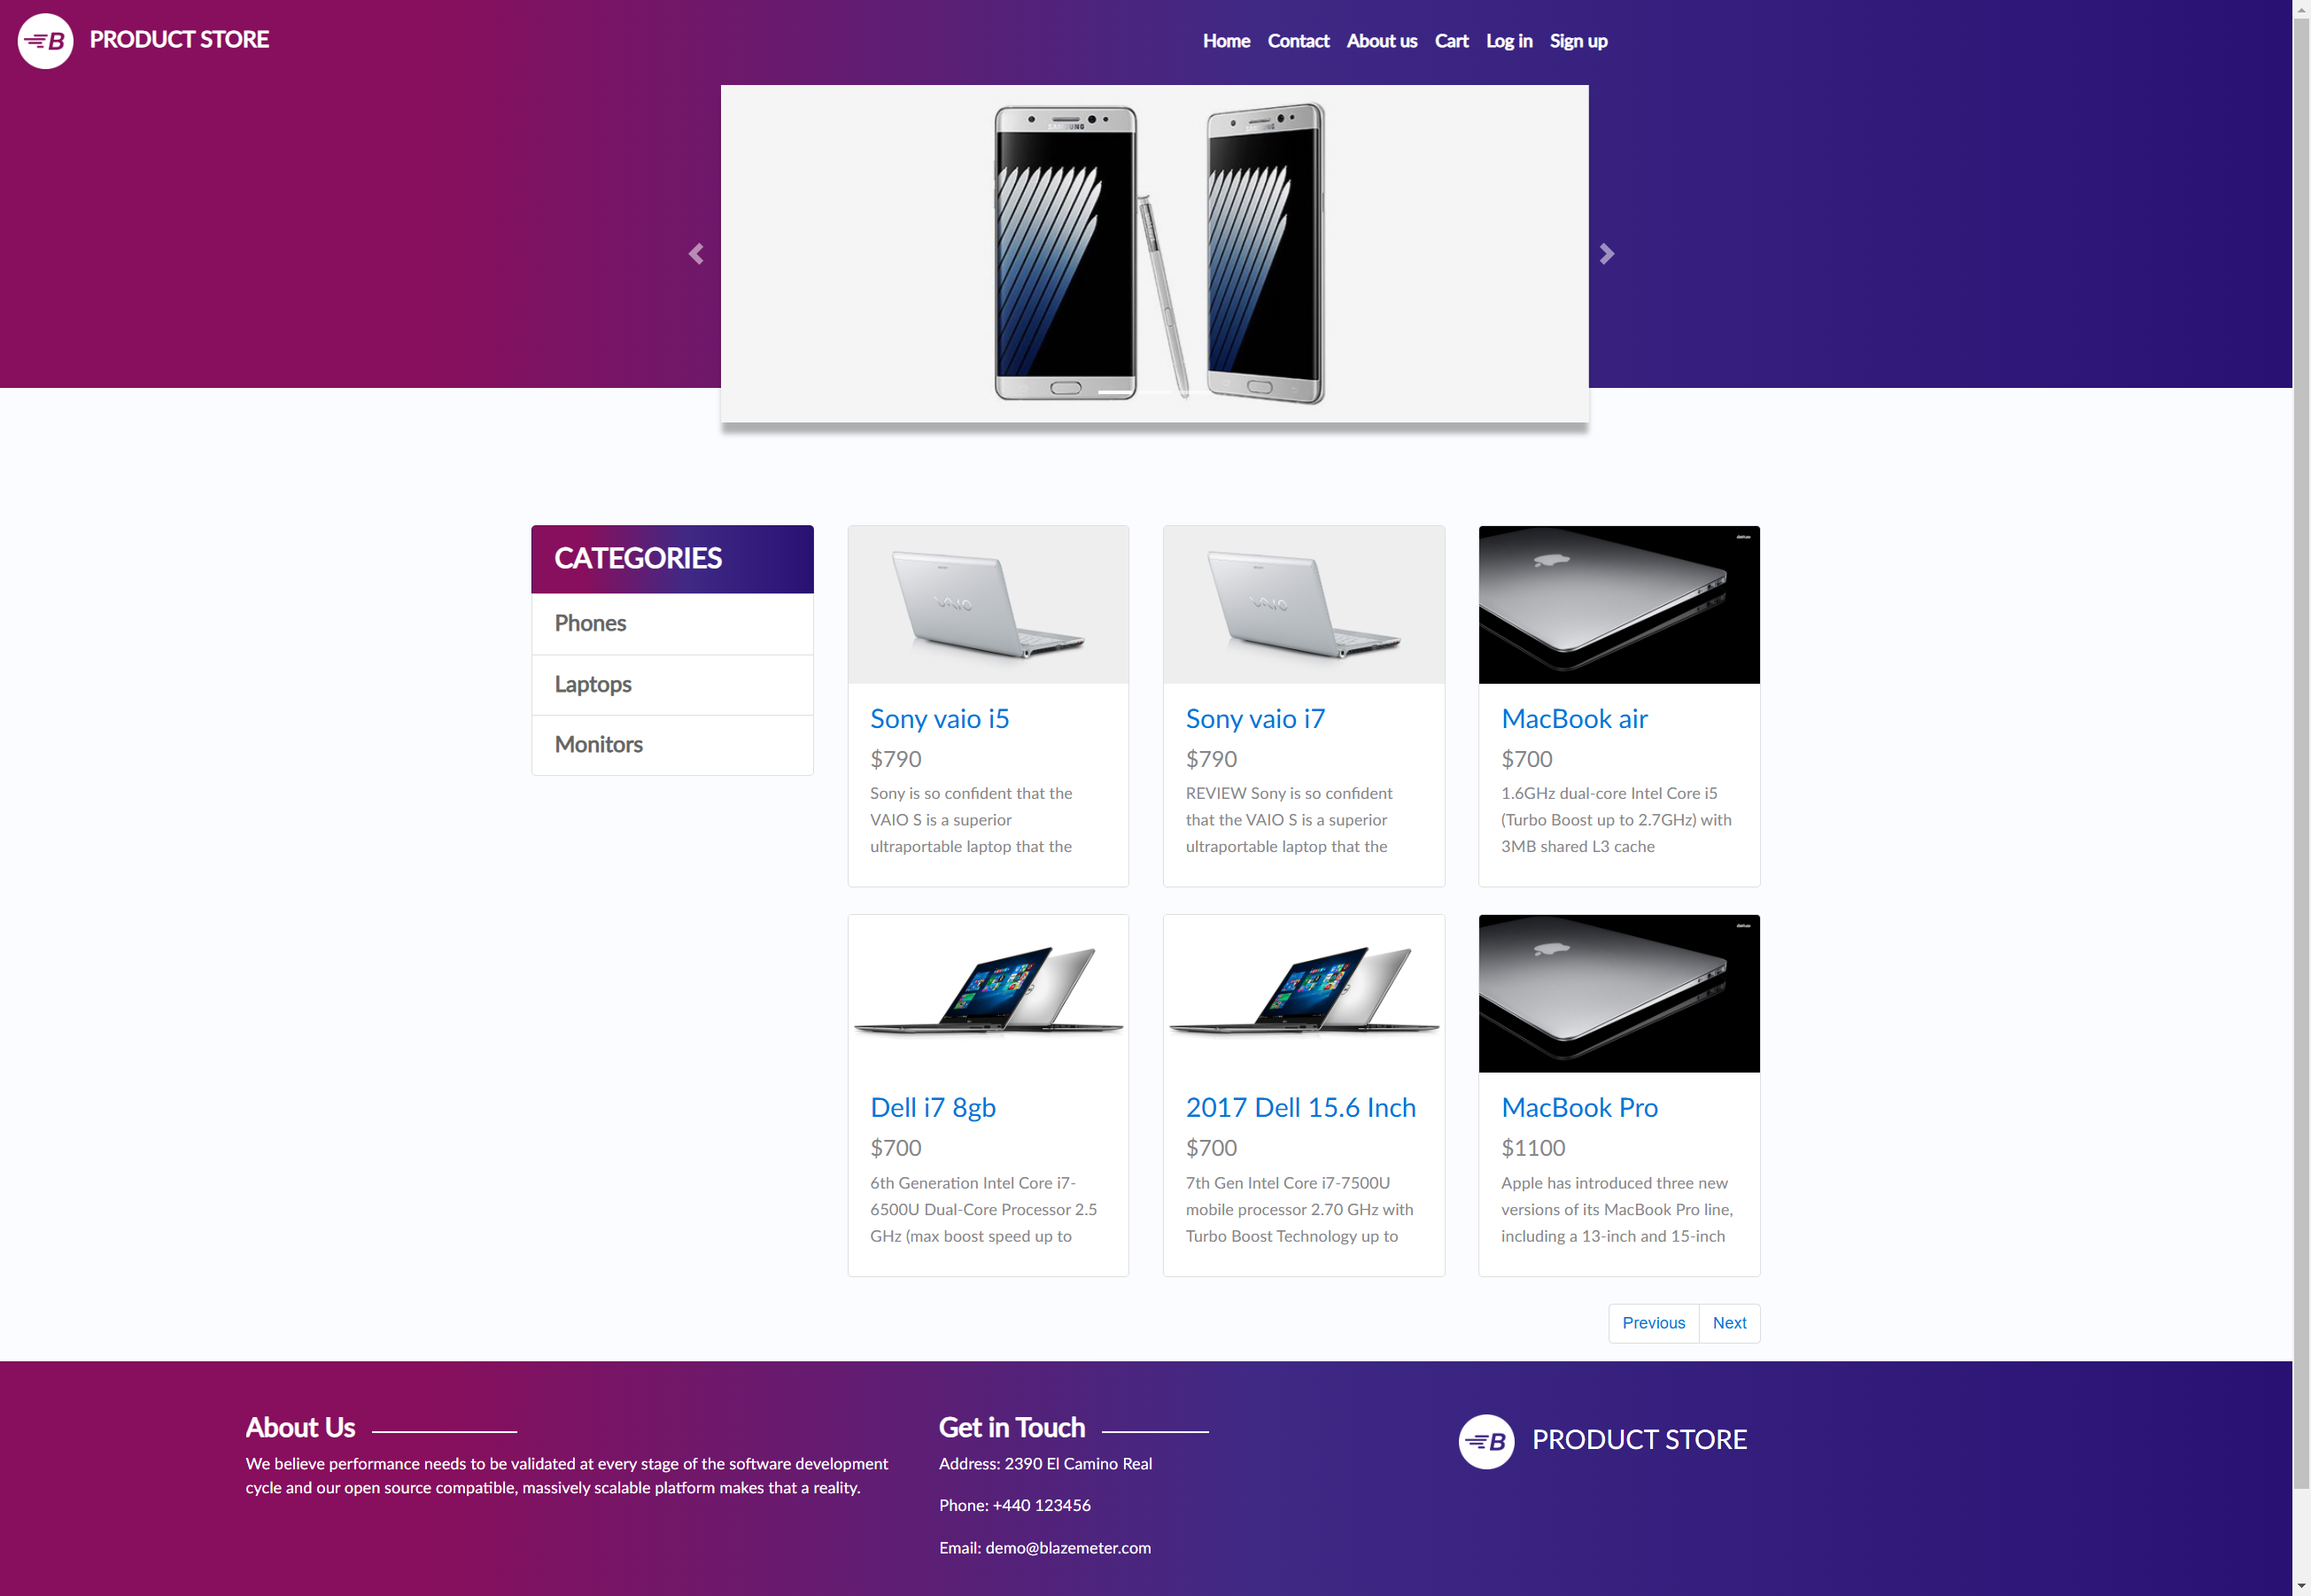 B PRODUCT STORE
Home Contact About us Cart Log in Sign up
SAMSUNG
SAMSUNG
CATEGORIES
Phones
Laptops
Monitors
VAIO
Sony vaio i5
$790
Sony is so confident that the
VAIO S is a superior
ultraportable laptop that the
VAIO
Sony vaio i7
$790
REVIEW Sony is so confident
that the VAIO S is a superior
ultraportable laptop that the
MacBook air
$700
1.6GHz dual-core Intel Core i5
(Turbo Boost up to 2.7GHz) with
3MB shared L3 cache
Dell i7 8gb
$700
6th Generation Intel Core i7-
6500U Dual-Core Processor 2.5
GHz (max boost speed up to
2017 Dell 15.6 Inch
$700
7th Gen Intel Core i7-7500U
mobile processor 2.70 GHz with
Turbo Boost Technology up to
MacBook Pro
$1100
Apple has introduced three new
versions of its MacBook Pro line,
including a 13-inch and 15-inch
Previous Next
About Us
We believe performance needs to be validated at every stage of the software development
cycle and our open source compatible, massively scalable platform makes that a reality.
Get in Touch
Address: 2390 El Camino Real
Phone: +440 123456
Email: demo@blazemeter.com
B PRODUCT STORE